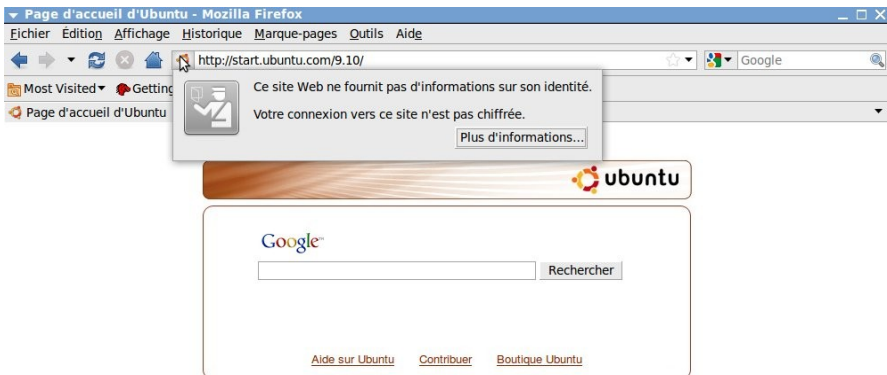 Page d'accueil d'Ubuntu - Mozilla Firefox
Fichier Édition Affichage Historique Marque-pages Outils Aide
http://start.ubuntu.com/9.10/
Google
Most Visited
Getting
Page d'accueil d'Ubuntu
Ce site Web ne fournit pas d'informations sur son identité.
Votre connexion vers ce site n'est pas chiffrée.
Plus d'informations...
ubuntu
Google™
Rechercher
Aide sur Ubuntu Contribuer Boutique Ubuntu